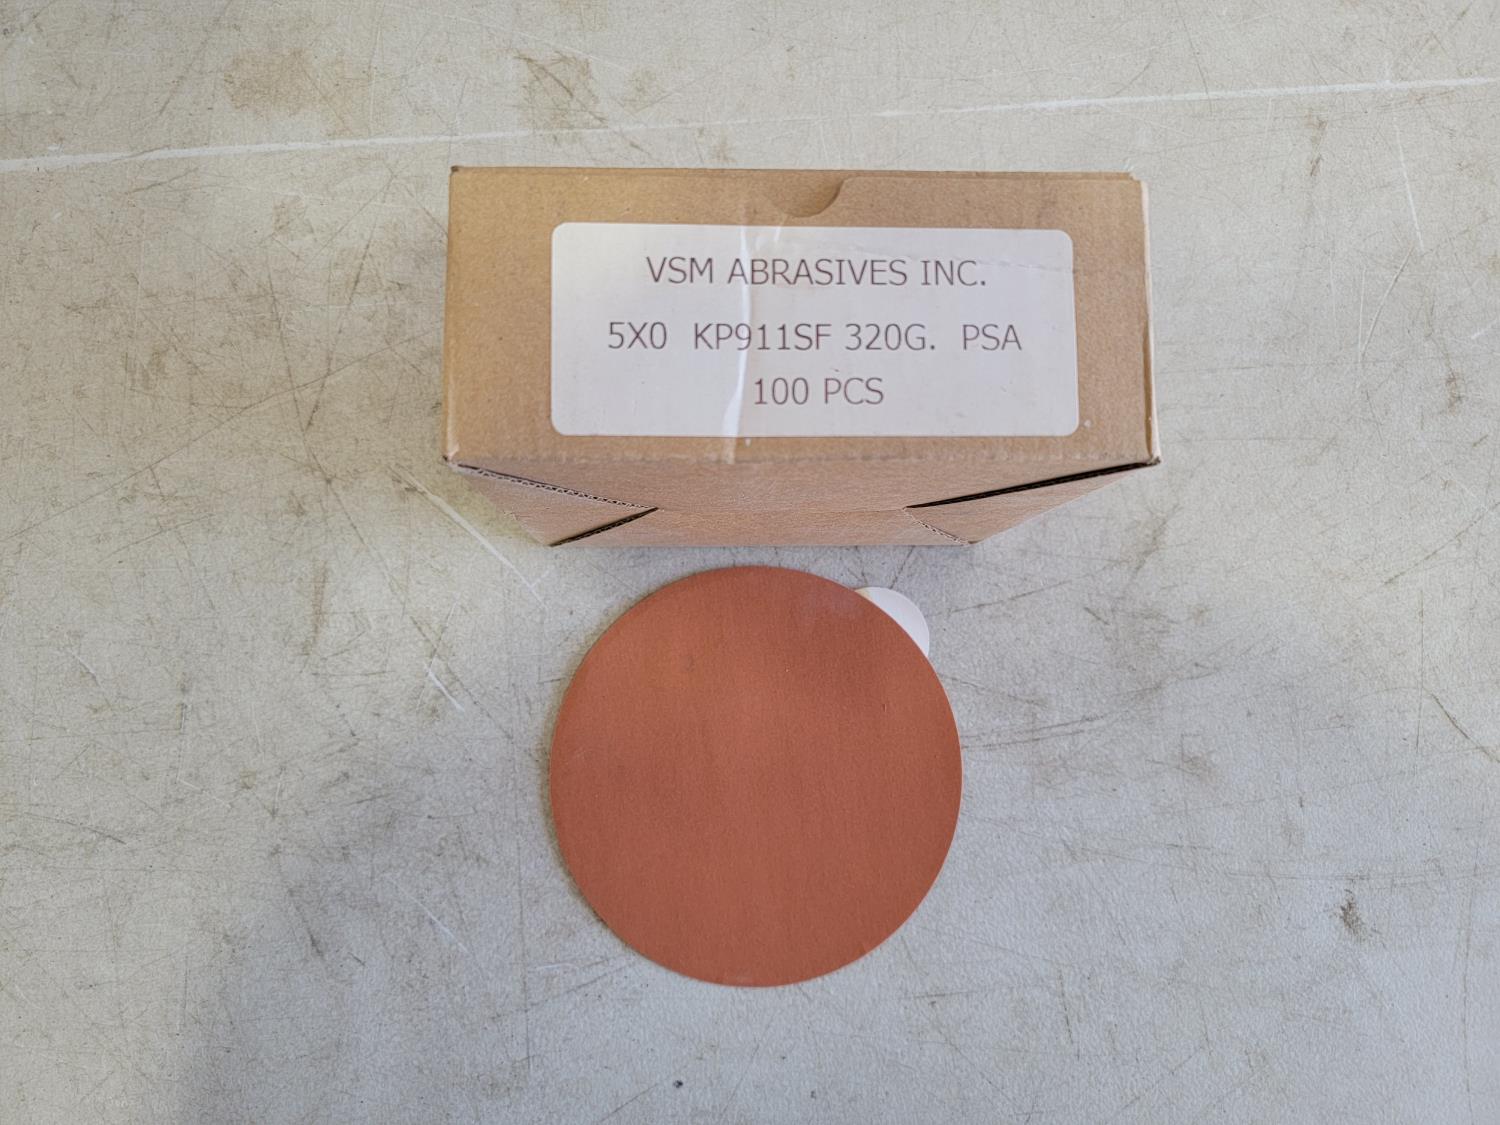 VSM ABRASIVES INC.
5X0 KP911SF 320G. PSA
100 PCS